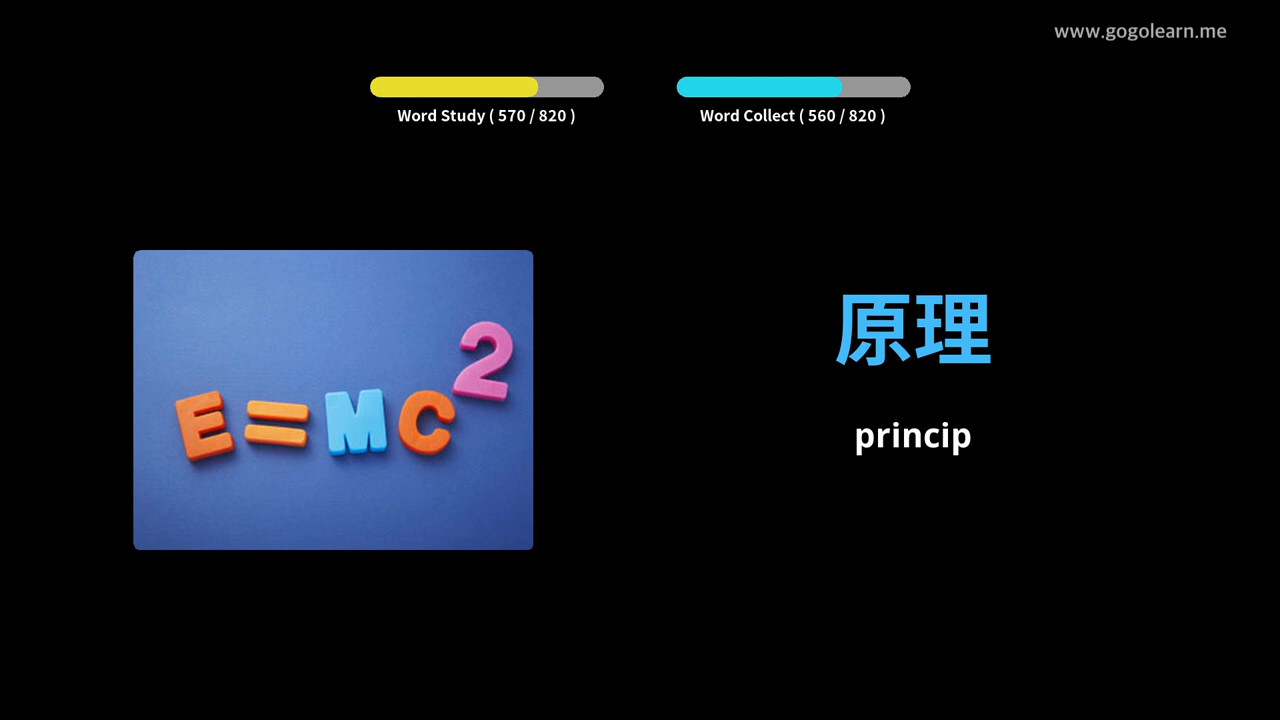 www.gogolearn.me
Word Study ( 570 / 820 )
Word Collect ( 560 / 820 )
E=MC2
原理
princip